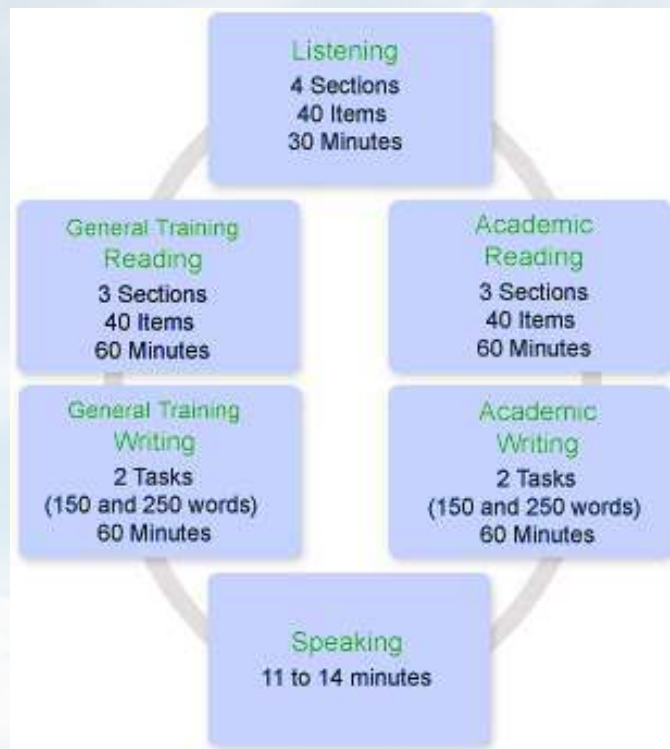 Listening
4 Sections
40 Items
30 Minutes
General Training
Reading
3 Sections
40 Items
60 Minutes
Academic
Reading
3 Sections
40 Items
60 Minutes
General Training
Writing
2 Tasks
(150 and 250 words)
60 Minutes
Academic
Writing
2 Tasks
(150 and 250 words)
60 Minutes
Speaking
11 to 14 minutes